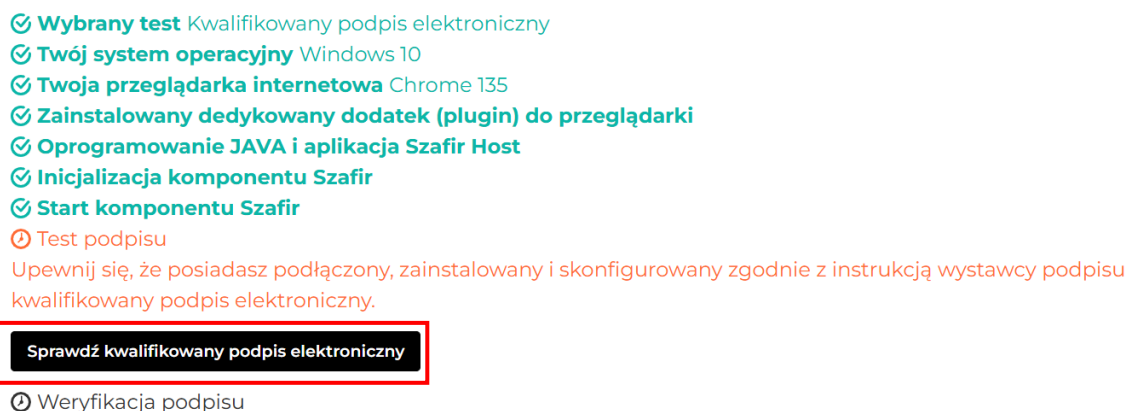 Wybrany test Kwalifikowany podpis elektroniczny
Twój system operacyjny Windows 10
Twoja przeglądarka internetowa Chrome 135
Zainstalowany dedykowany dodatek (plugin) do przeglądarki
Oprogramowanie JAVA i aplikacja Szafir Host
Inicjalizacja komponentu Szafir
Start komponentu Szafir
Test podpisu
Upewnij się, że posiadasz podłączony, zainstalowany i skonfigurowany zgodnie z instrukcją wystawcy podpisu
kwalifikowany podpis elektroniczny.
Sprawdź kwalifikowany podpis elektroniczny
Weryfikacja podpisu